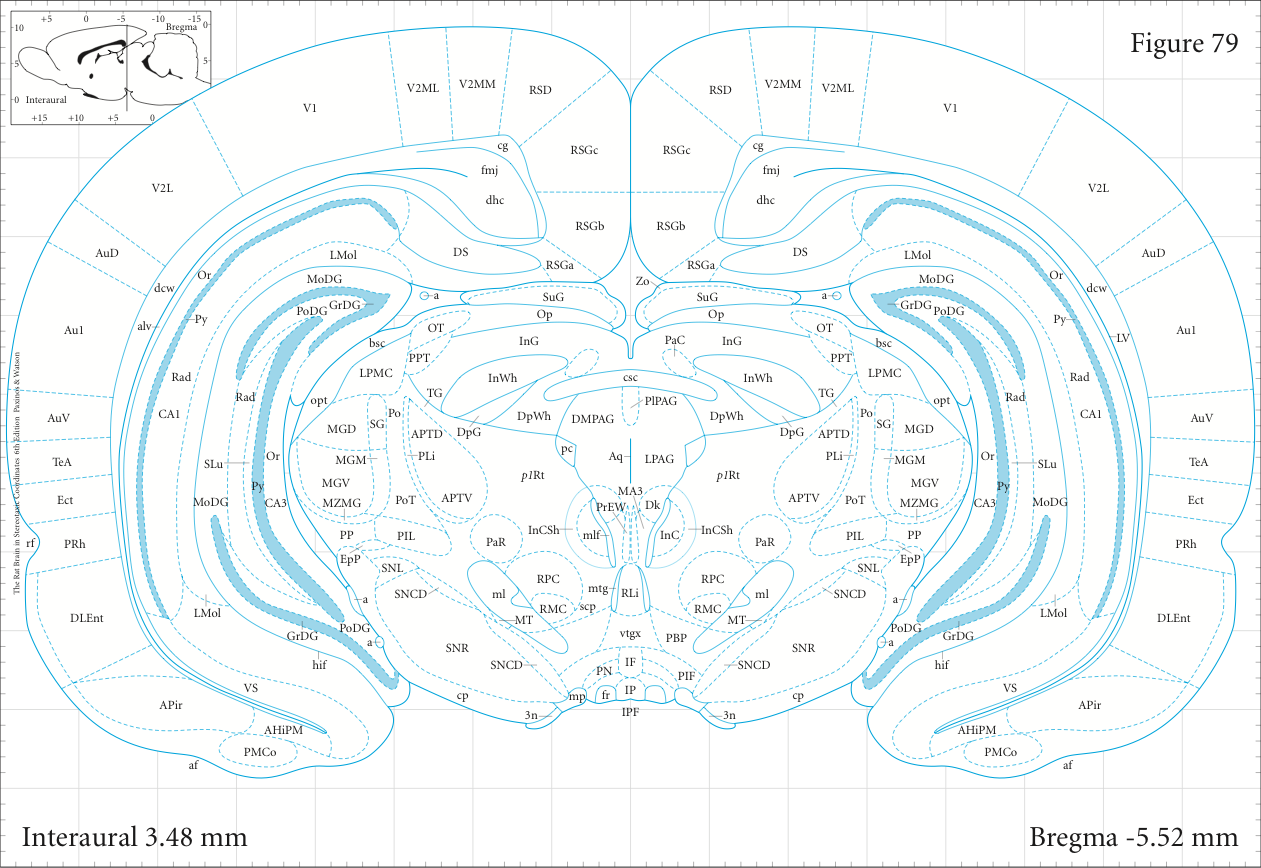 +5 0 -5 -10 -15
Bregma 0
10
5 5
0 Interaural
+15 +10 +5 0
Figure 79
V1 V2ML V2MM RSD RSD V2MM V2ML V1
cg RSGc RSGc cg
fmj fmj
V2L dhc dhc V2L
RSGb RSGb
AuD DS DS AuD
LMol RSGa RSGa LMol
Or MoDG MoDG Or
dcw Zo dcw
a SuG SuG a
PoDG GrDG GrDG PoDG
Py Op Op Py
alv OT OT
Au1 Au1
bsc InG PaC InG bsc LV
PPT PPT
LPMC InWh csc InWh LPMC
Rad Rad
Rad opt TG PlPAG TG opt Rad
CA1 Po DpWh DMPAG DpWh Po CA1
AuV SG SG AuV
MGD APTD DpG DpG APTD MGD
pc
SLu Or MGM PLi Aq LPAG PLi MGM Or SLu
TeA TeA
p1Rt p1Rt
Py MGV MGV Py
MA3
Ect MoDG CA3 MZMG PoT APTV PrEW Dk APTV PoT MZMG CA3 MoDG Ect
InCSh InCSh
PP PIL mlf InC PIL PP
rf PRh PaR PaR PRh
EpP EpP
SNL SNL
RPC RPC
SNCD ml mtg RLi ml SNCD
a a
RMC scp RMC
LMol LMol
DLEnt MT MT DLEnt
PoDG PoDG
GrDG vtgx PBP GrDG
a a
SNR SNR
hif SNCD IF SNCD hif
PN PIF
VS IP VS
cp mp fr cp
APir APir
3n IPF 3n
AHiPM AHiPM
PMCo PMCo
af af
The Rat Brain in Stereotaxic Coordinates 6th Edition Paxinos & Watson
Interaural 3.48 mm
Bregma -5.52 mm